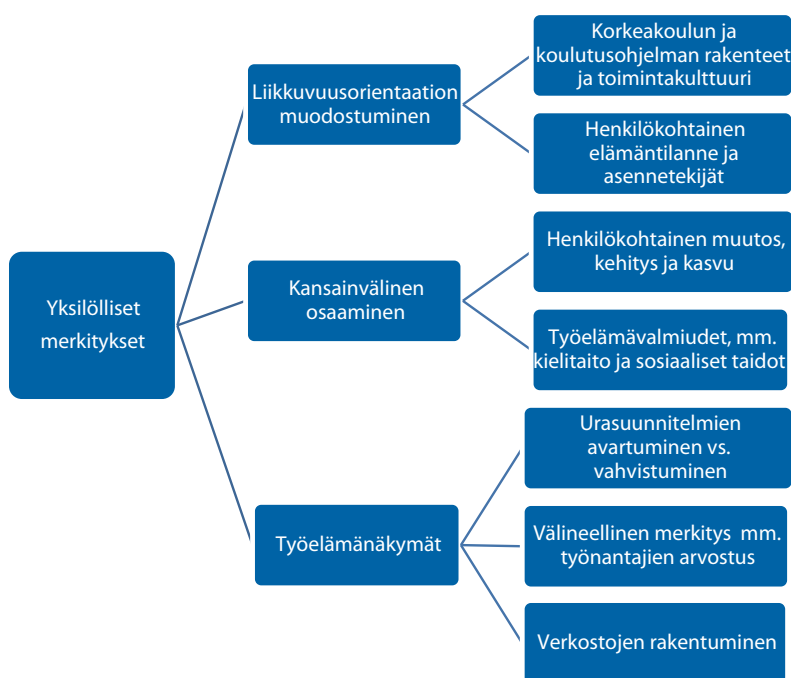 Yksilölliset
merkitykset
Liikkuvuusorientaation
muodostuminen
Korkeakoulun ja
koulutusohjelman rakenteet
ja toimintakulttuuri
Henkilökohtainen
elämäntilanne ja
asennetekijät
Kansainvälinen
osaaminen
Henkilökohtainen muutos,
kehitys ja kasvu
Työelämävalmiudet, mm.
kielitaito ja sosiaaliset taidot
Työelämänäkymät
Urasuunnitelmien
avartuminen vs.
vahvistuminen
Välineellinen merkitys mm.
työnantajien arvostus
Verkostojen rakentuminen